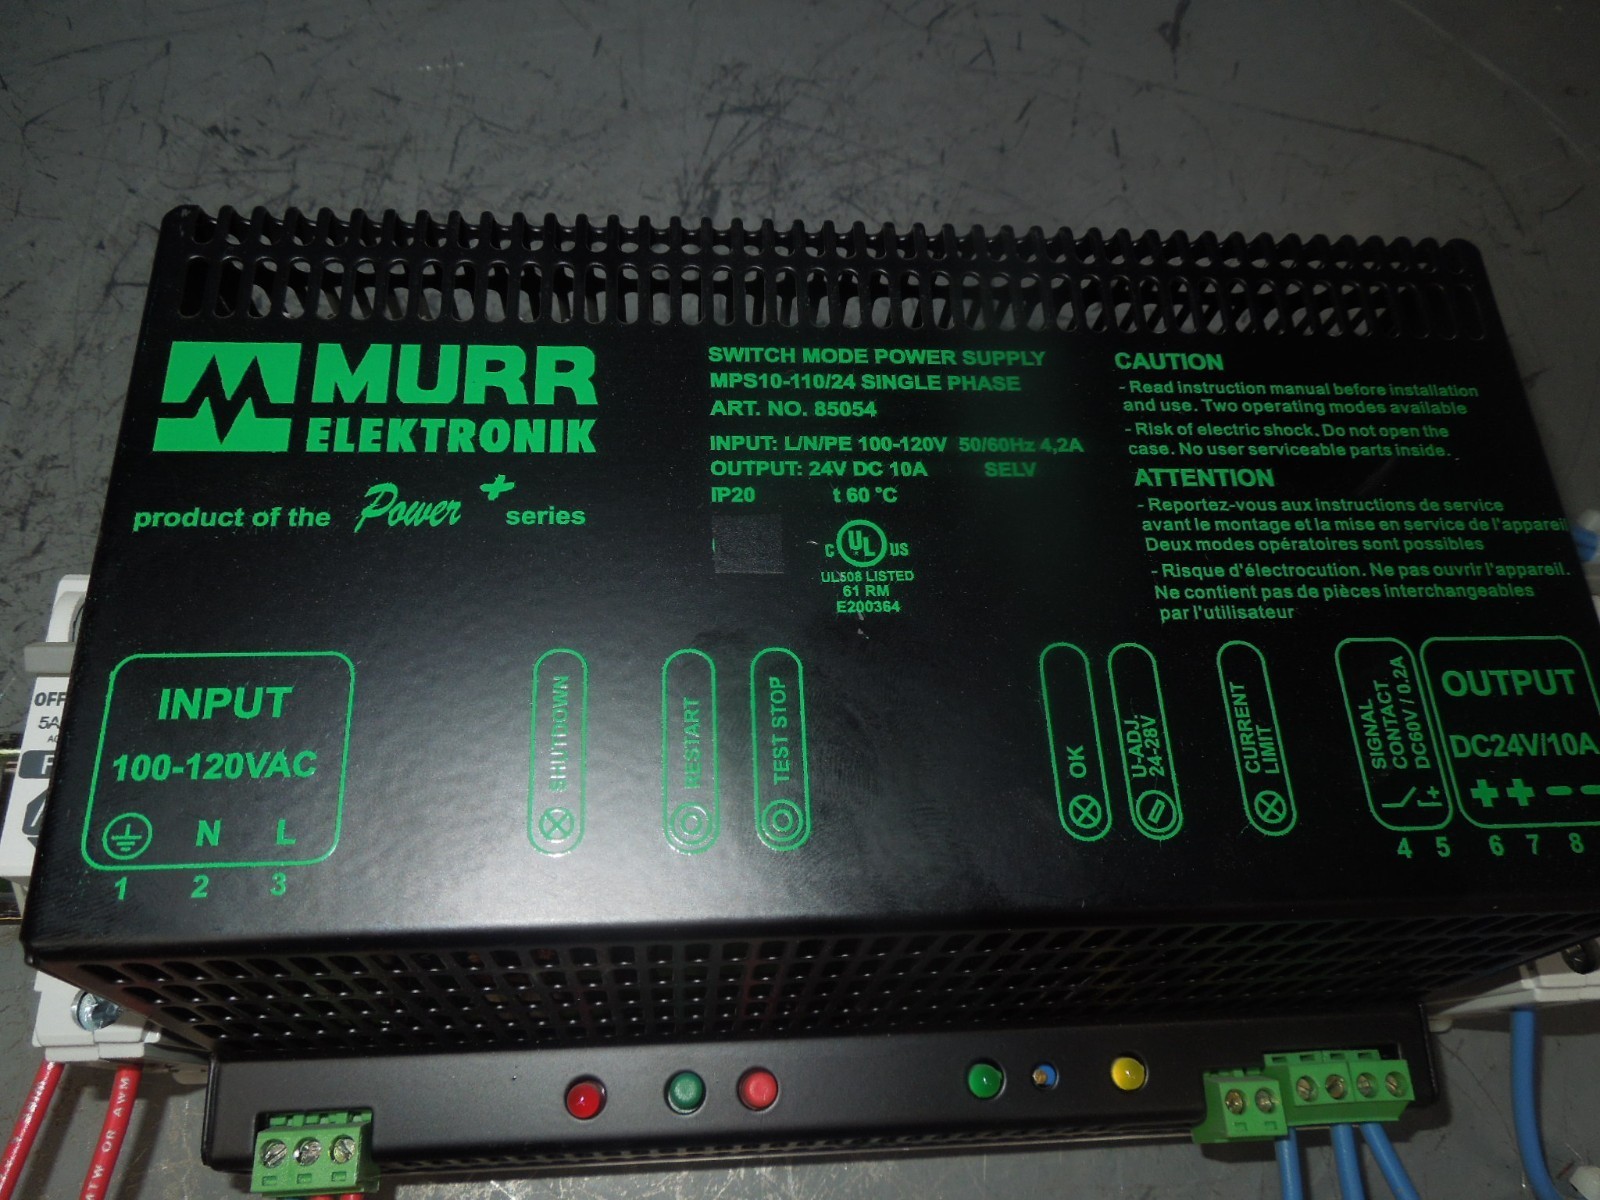 MURR
ELEKTRONIK
product of the Power + series
SWITCH MODE POWER SUPPLY
MPS10-110/24 SINGLE PHASE
ART. NO. 85054
INPUT: L/N/PE 100-120V 50/60Hz 4,2A
OUTPUT: 24V DC 10A SELV
IP20 t 60 °C
C UL US
UL508 LISTED
61 RM
E200364
CAUTION
- Read instruction manual before installation
and use. Two operating modes available
- Risk of electric shock. Do not open the
case. No user serviceable parts inside.
ATTENTION
- Reportez-vous aux instructions de service
avant le montage et la mise en service de l'appareil
Deux modes opératoires sont possibles
- Risque d'électrocution. Ne pas ouvrir l'appareil.
Ne contient pas de pièces interchangeables
par l'utilisateur
INPUT
100-120VAC
N L
1 2 3
SHUTDOWN
RESTART
TEST STOP
OK
U-ADJ.
24-28V
CURRENT
LIMIT
SIGNAL
CONTACT
DC60V / 0.2A
OUTPUT
DC24V/10A
+ + - -
4 5 6 7 8
OFF
MTW OR AWM